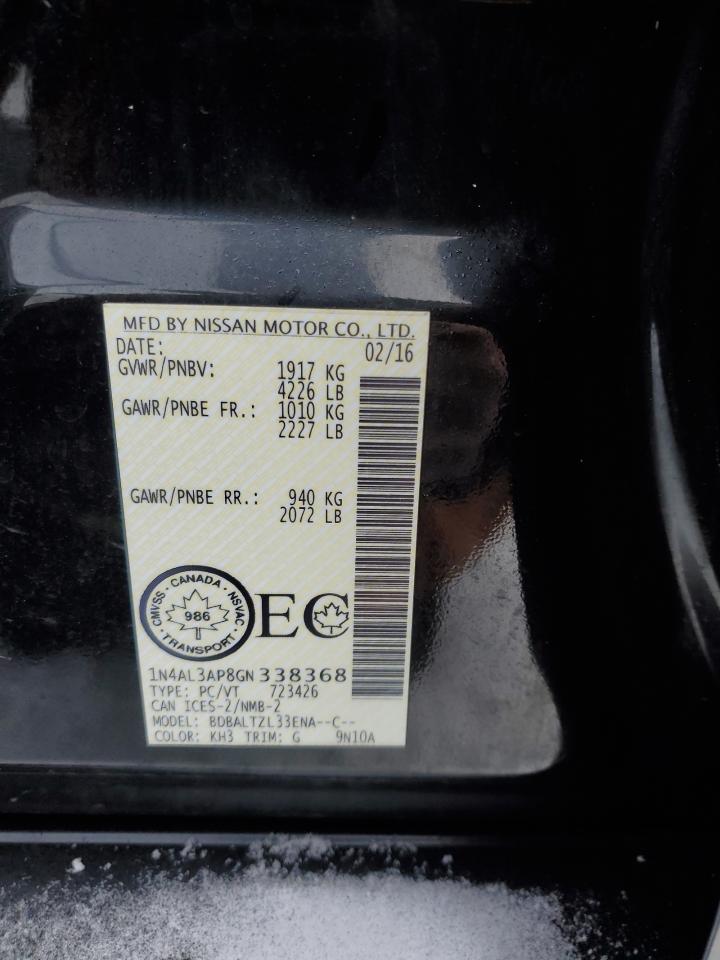 MFD BY NISSAN MOTOR CO., LTD.
DATE: 02/16
GVWR/PNBV: 1917 KG
4226 LB
GAWR/PNBE FR.: 1010 KG
2227 LB
GAWR/PNBE RR.: 940 KG
2072 LB
CMVSS · CANADA · NSVAC · TRANSPORT ·
986
EC
1N4AL3AP8GN338368
TYPE: PC/VT 723426
CAN ICES-2/NMB-2
MODEL: BDBALTZL33ENA--C--
COLOR: KH3 TRIM: G 9N10A